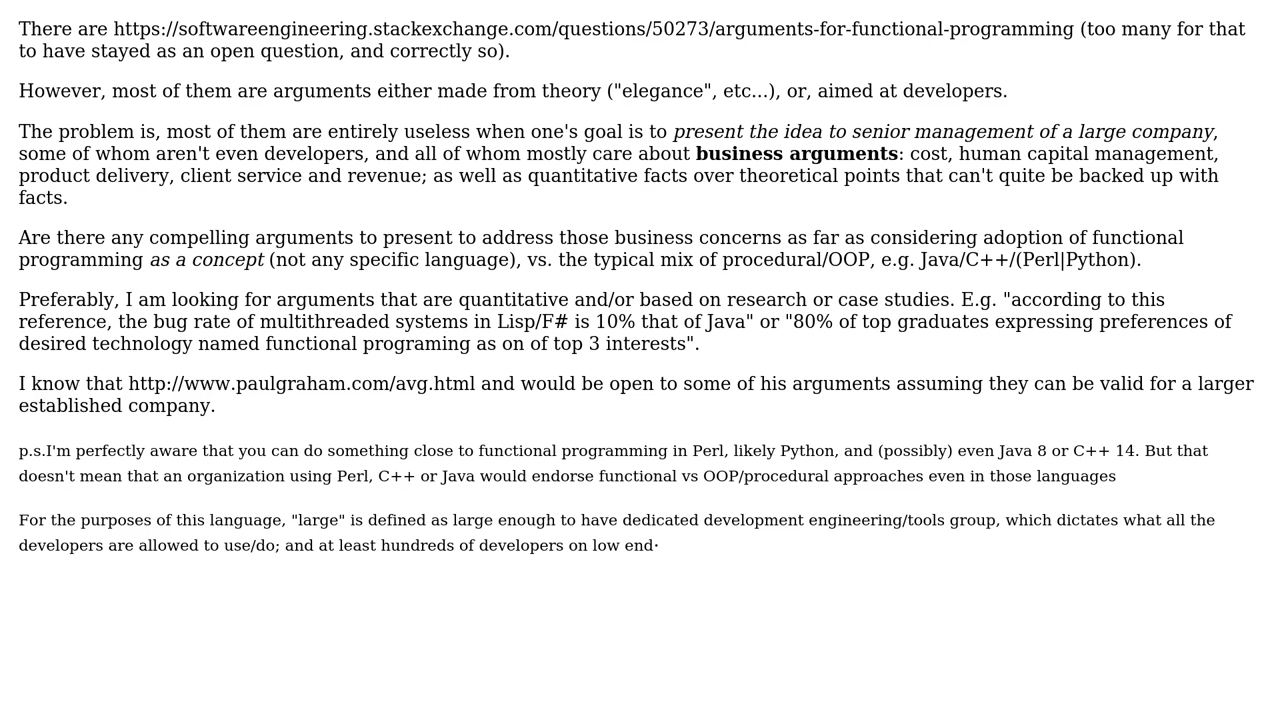 There are https://softwareengineering.stackexchange.com/questions/50273/arguments-for-functional-programming (too many for that
to have stayed as an open question, and correctly so).
However, most of them are arguments either made from theory ("elegance", etc...), or, aimed at developers.
The problem is, most of them are entirely useless when one's goal is to present the idea to senior management of a large company,
some of whom aren't even developers, and all of whom mostly care about business arguments: cost, human capital management,
product delivery, client service and revenue; as well as quantitative facts over theoretical points that can't quite be backed up with
facts.
Are there any compelling arguments to present to address those business concerns as far as considering adoption of functional
programming as a concept (not any specific language), vs. the typical mix of procedural/OOP, e.g. Java/C++/(Perl|Python).
Preferably, I am looking for arguments that are quantitative and/or based on research or case studies. E.g. "according to this
reference, the bug rate of multithreaded systems in Lisp/F# is 10% that of Java" or "80% of top graduates expressing preferences of
desired technology named functional programing as on of top 3 interests".
I know that http://www.paulgraham.com/avg.html and would be open to some of his arguments assuming they can be valid for a larger
established company.
p.s.I'm perfectly aware that you can do something close to functional programming in Perl, likely Python, and (possibly) even Java 8 or C++ 14. But that
doesn't mean that an organization using Perl, C++ or Java would endorse functional vs OOP/procedural approaches even in those languages
For the purposes of this language, "large" is defined as large enough to have dedicated development engineering/tools group, which dictates what all the
developers are allowed to use/do; and at least hundreds of developers on low end·